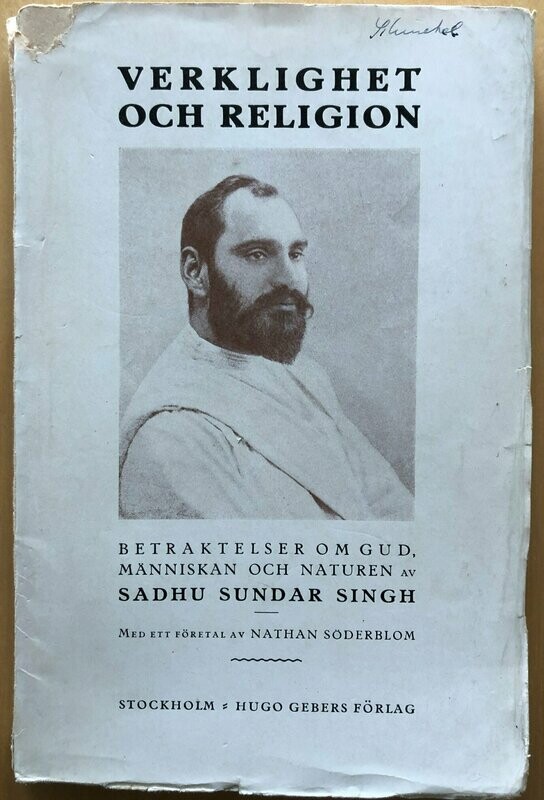 VERKLIGHET
OCH RELIGION
BETRAKTELSER OM GUD,
MÄNNISKAN OCH NATUREN AV
SADHU SUNDAR SINGH
MED ETT FÖRETAL AV NATHAN SÖDERBLOM
STOCKHOLM HUGO GEBERS FÖRLAG